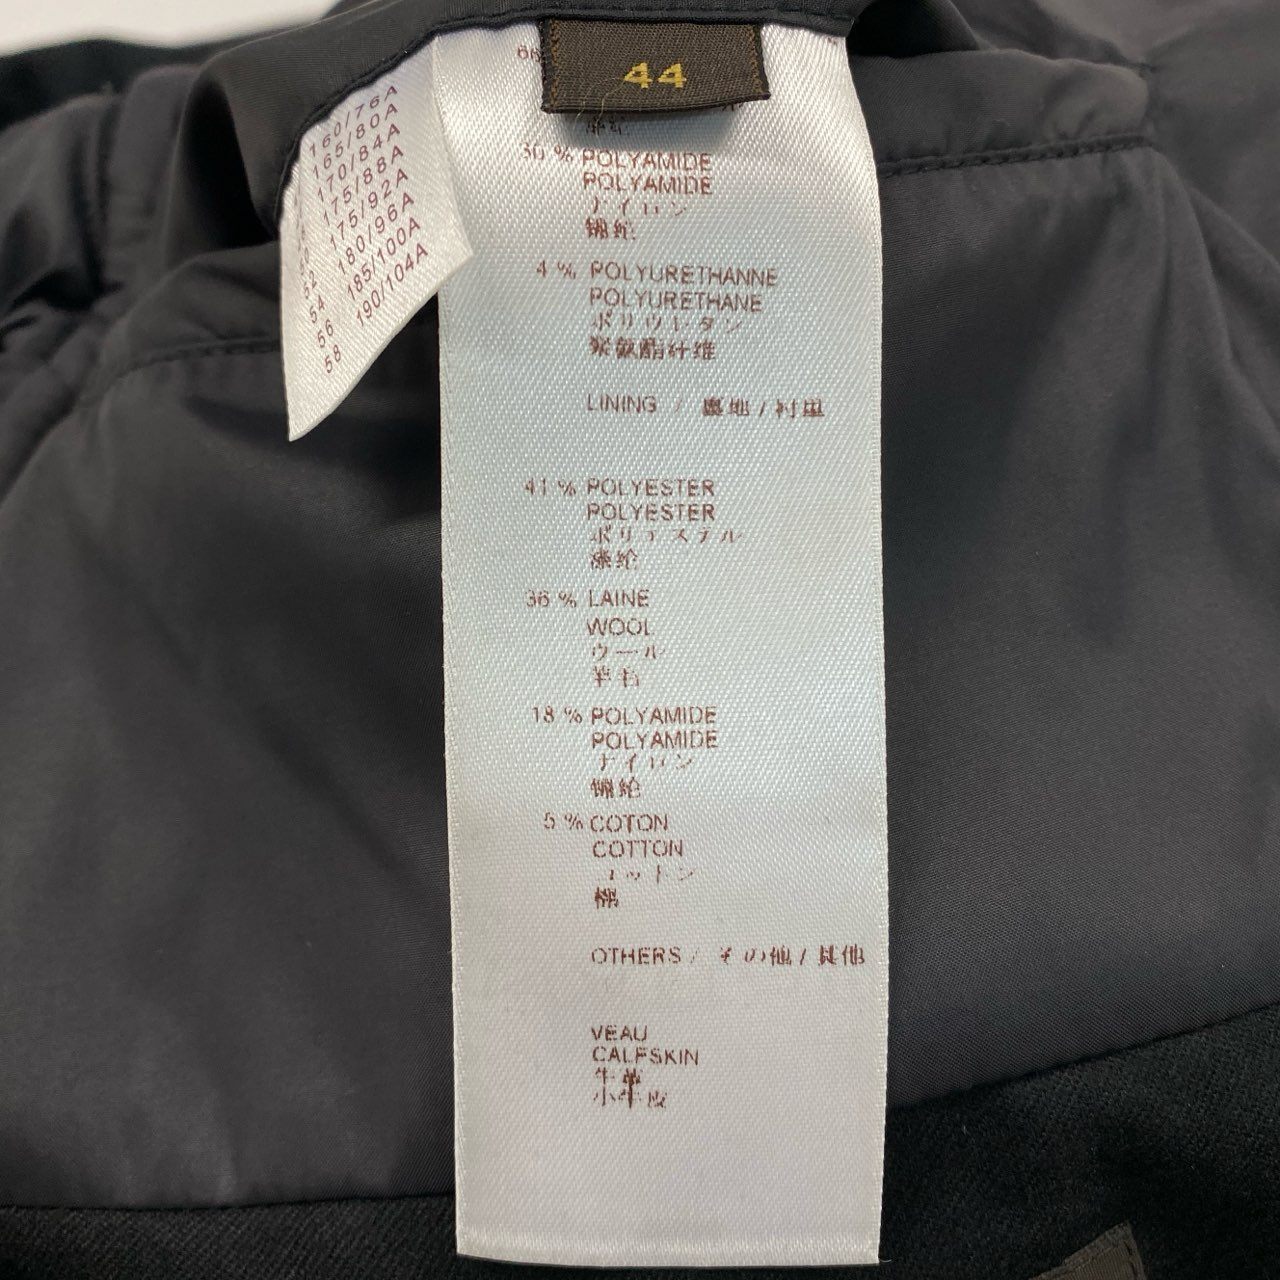 44
160/76A
165/80A
170/84A
175/88A
175/92A
52 180/96A
54 185/100A
56 190/104A
58
66
30 % POLYAMIDE
POLYAMIDE
ナイロン
锦纶
4 % POLYURETHANNE
POLYURETHANE
ポリウレタン
聚氨酯纤维
LINING / 裏地 / 衬里
41 % POLYESTER
POLYESTER
ポリエステル
涤纶
36 % LAINE
WOOL
ウール
羊毛
18 % POLYAMIDE
POLYAMIDE
ナイロン
锦纶
5 % COTON
COTTON
コットン
棉
OTHERS / その他 / 其他
VEAU
CALFSKIN
牛革
小牛皮